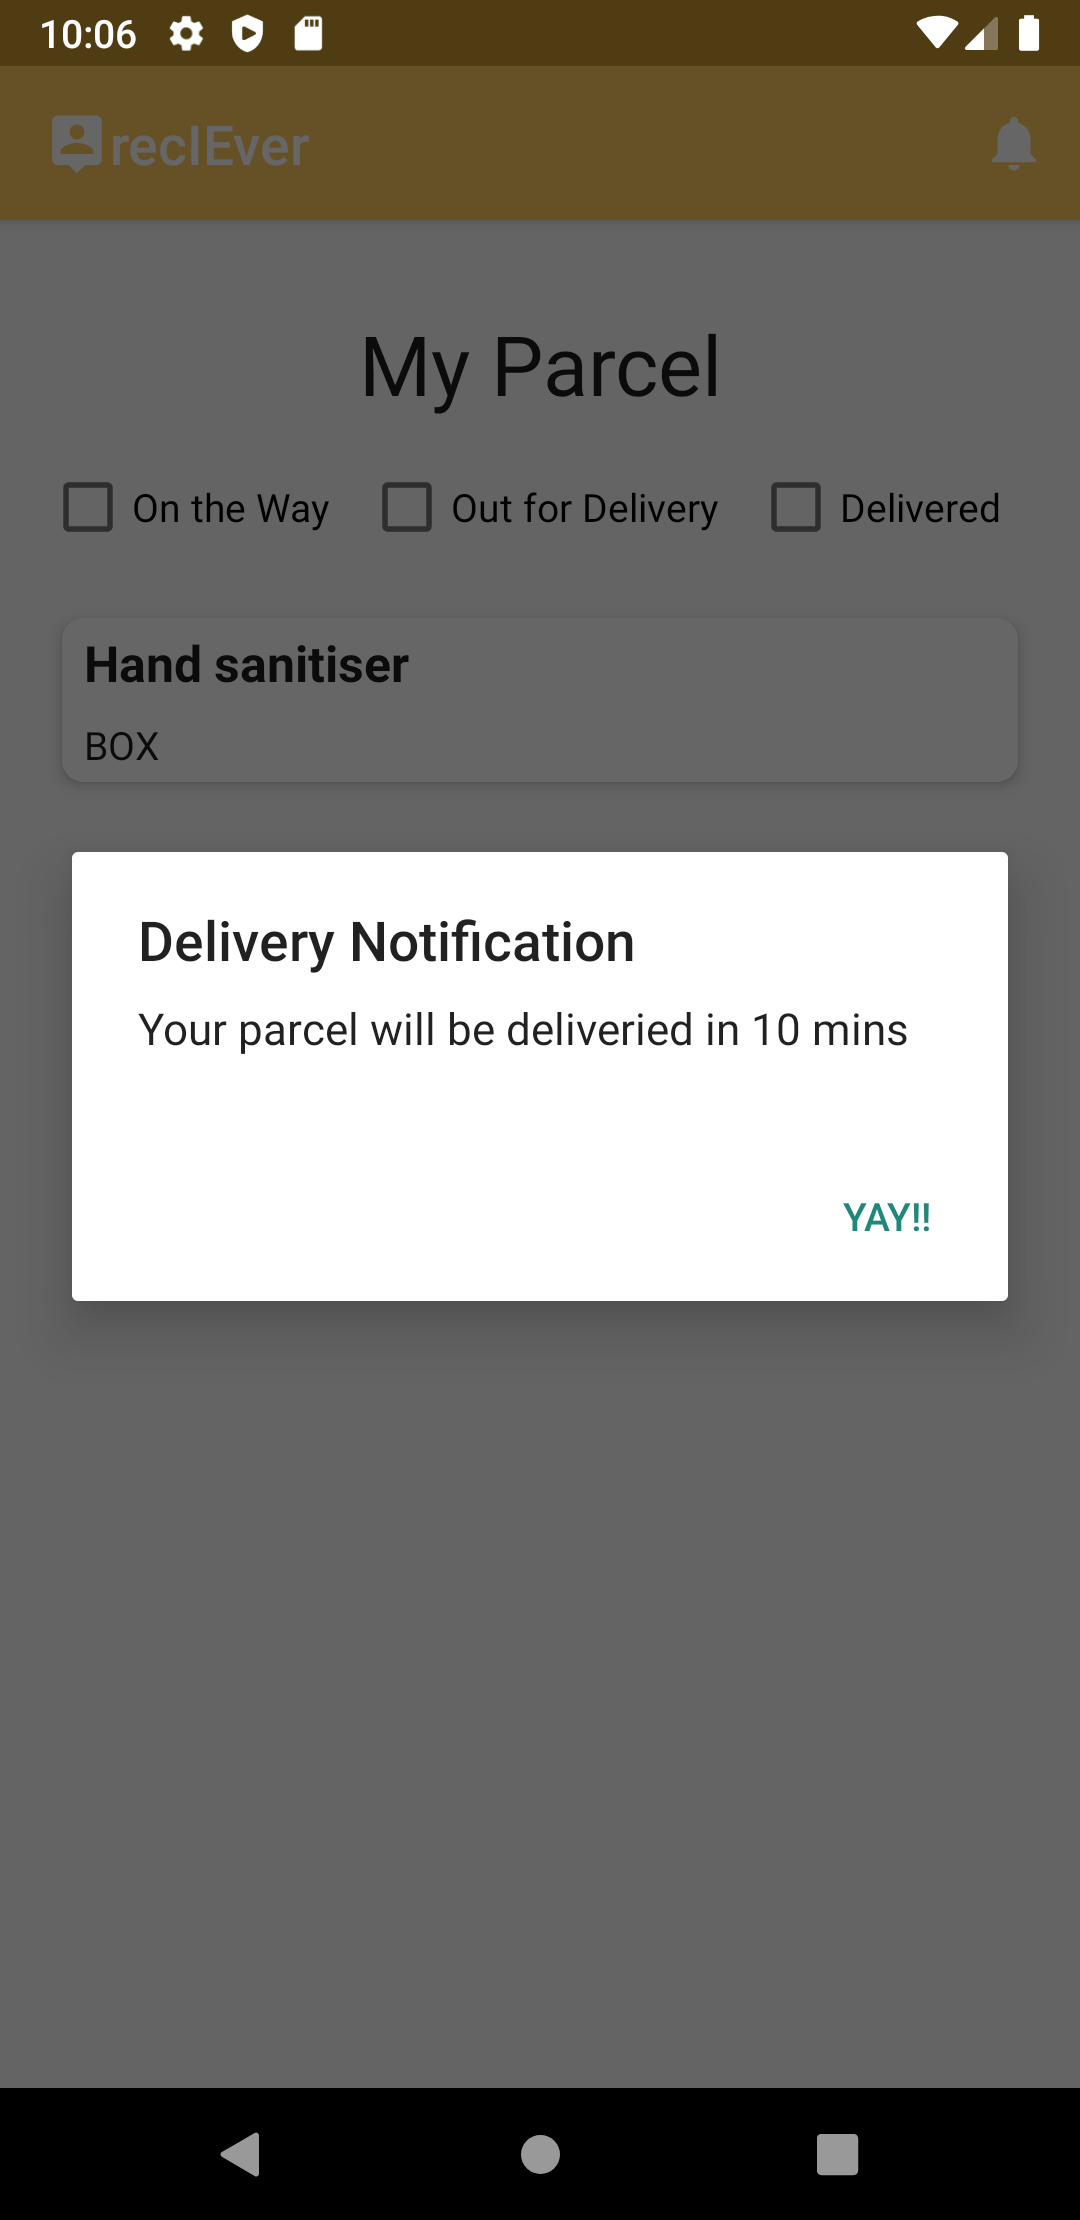 10:06
recIEver
My Parcel
On the Way Out for Delivery Delivered
Hand sanitiser
BOX
Delivery Notification
Your parcel will be deliveried in 10 mins
YAY!!